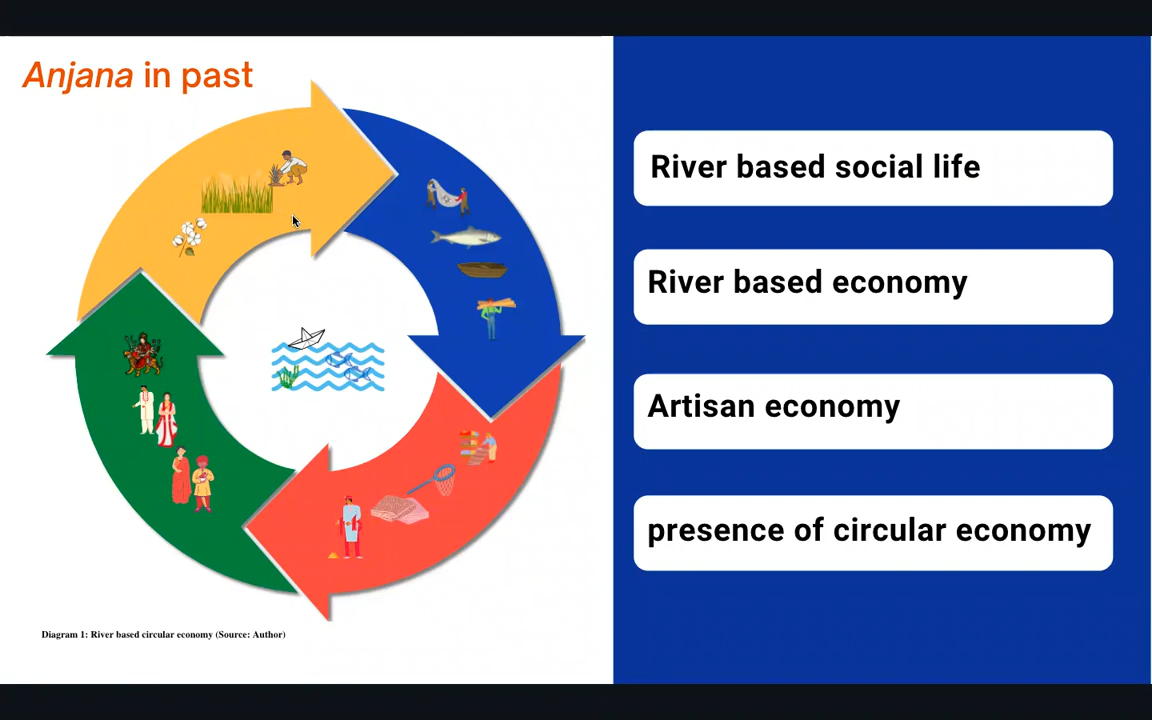 Anjana in past
River based social life
River based economy
Artisan economy
presence of circular economy
Diagram 1: River based circular economy (Source: Author)